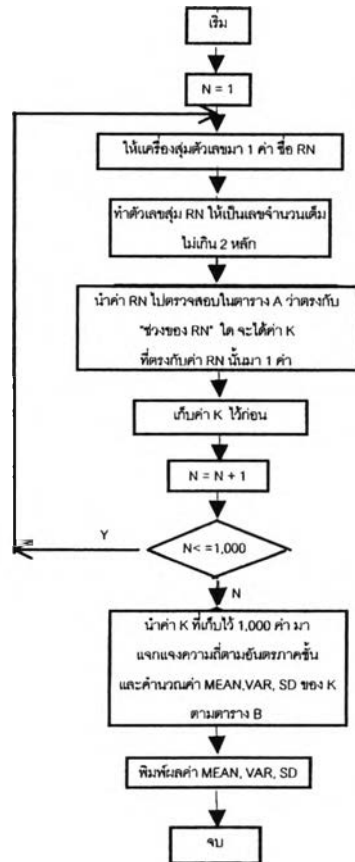 เริ่ม
N = 1
ให้เครื่องสุ่มตัวเลขมา 1 ค่า ชื่อ RN
ทำตัวเลขสุ่ม RN ให้เป็นเลขจำนวนเต็ม
ไม่เกิน 2 หลัก
นำค่า RN ไปตรวจสอบในตาราง A ว่าตรงกับ
"ช่วงของ RN" ใด จะได้ค่า K
ที่ตรงกับค่า RN นั้นมา 1 ค่า
เก็บค่า K ไว้ก่อน
N = N + 1
Y
N< =1,000
N
นำค่า K ที่เก็บไว้ 1,000 ค่า มา
แจกแจงความถี่ตามอันตรภาคชั้น
และคำนวณค่า MEAN,VAR, SD ของ K
ตามตาราง B
พิมพ์ผลค่า MEAN, VAR, SD
จบ